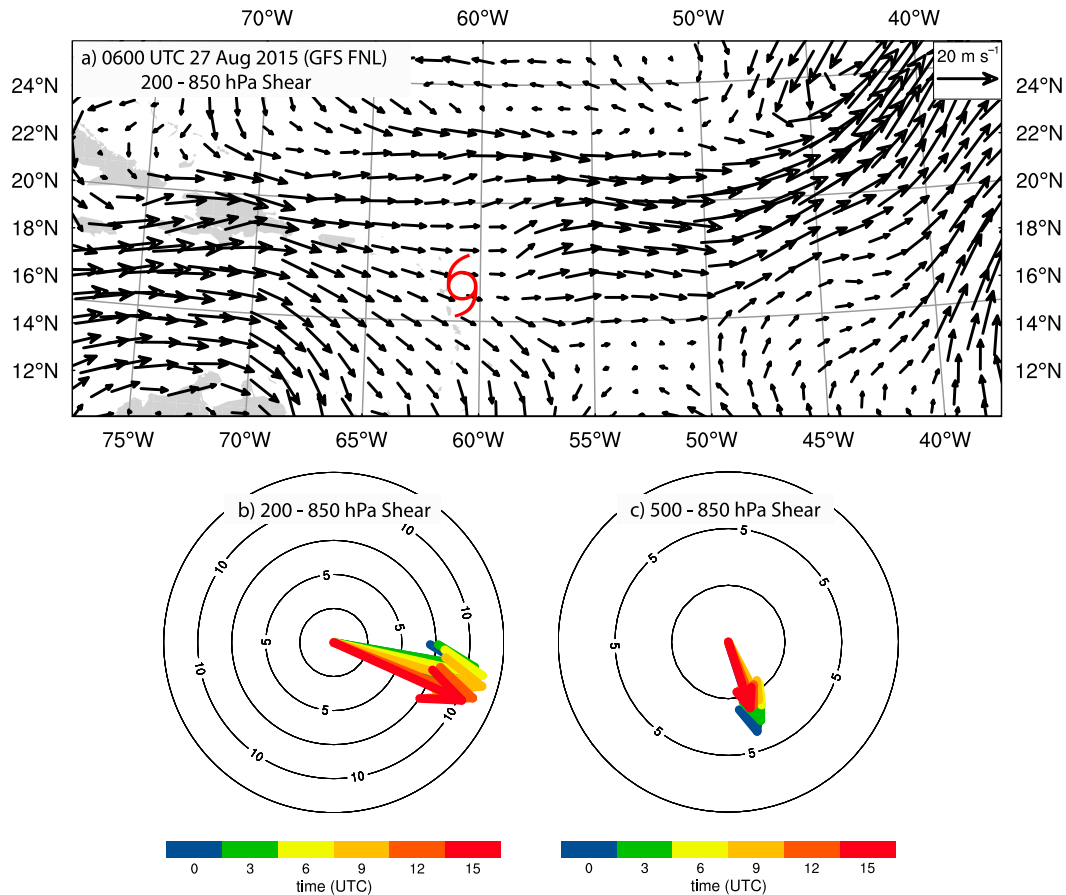 70°W 60°W 50°W 40°W
a) 0600 UTC 27 Aug 2015 (GFS FNL)
200 - 850 hPa Shear
20 m s⁻¹
24°N 24°N
22°N 22°N
20°N 20°N
18°N 18°N
16°N 16°N
14°N 14°N
12°N 12°N
75°W 70°W 65°W 60°W 55°W 50°W 45°W 40°W
b) 200 - 850 hPa Shear
10 10
5
5 5
10 10
5
10 10
10
c) 500 - 850 hPa Shear
5
5 5
5 5
5 5
0 3 6 9 12 15
time (UTC)
0 3 6 9 12 15
time (UTC)